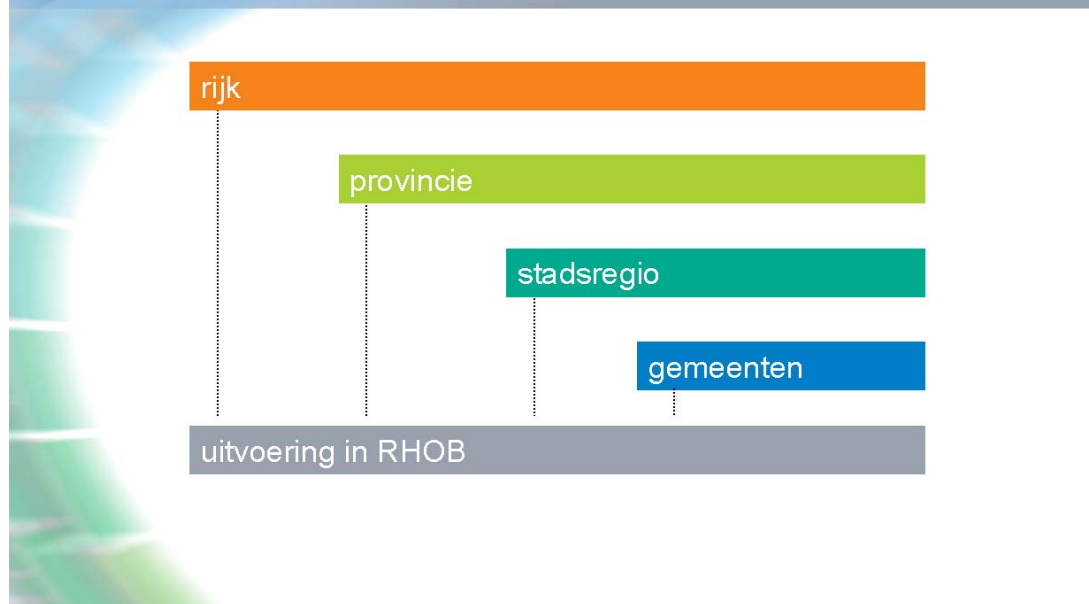 rijk
provincie
stadsregio
gemeenten
uitvoering in RHOB